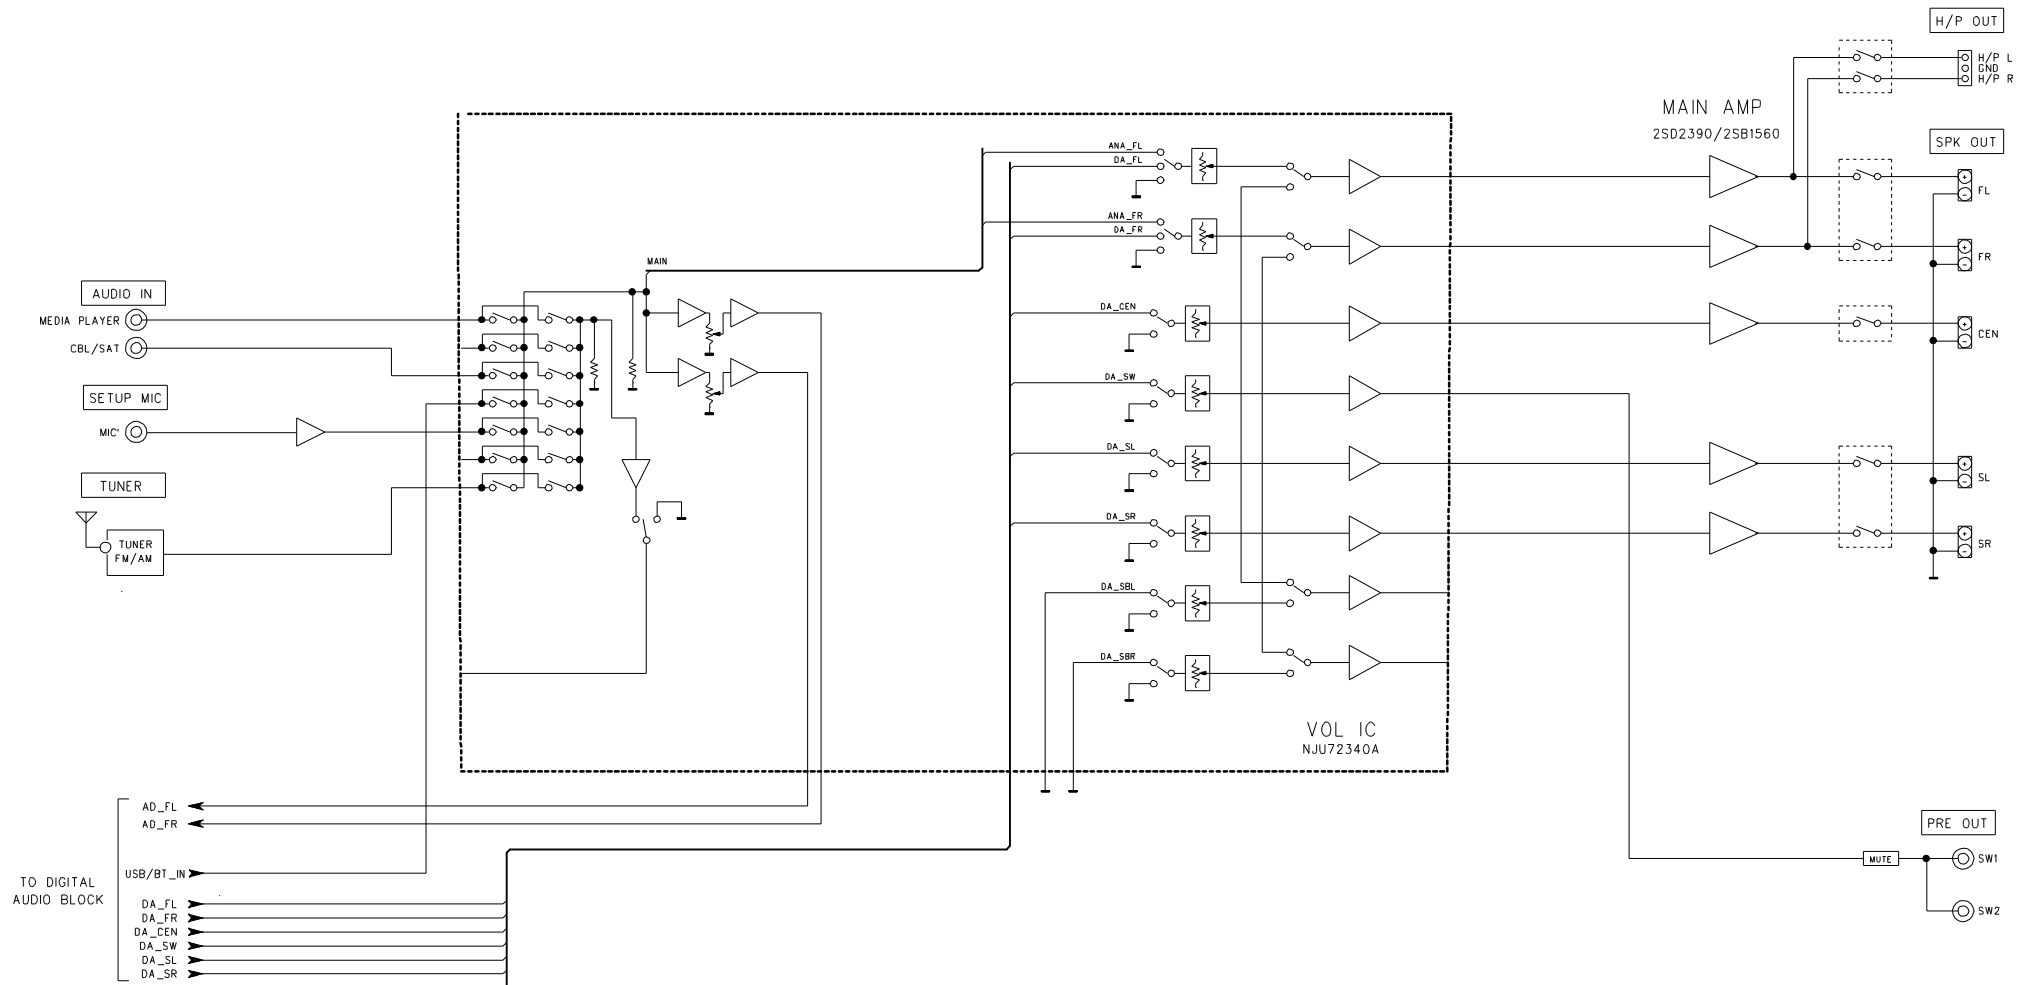 H/P OUT
H/P L
GND
H/P R
MAIN AMP
2SD2390/2SB1560
SPK OUT
ANA_FL
DA_FL
FL
ANA_FR
DA_FR
FR
MAIN
AUDIO IN
MEDIA PLAYER
CBL/SAT
DA_CEN
CEN
SETUP MIC
MIC'
DA_SW
DA_SL
SL
TUNER
TUNER
FM/AM
DA_SR
SR
DA_SBL
DA_SBR
VOL IC
NJU72340A
AD_FL
AD_FR
PRE OUT
MUTE
SW1
SW2
TO DIGITAL
AUDIO BLOCK
USB/BT_IN
DA_FL
DA_FR
DA_CEN
DA_SW
DA_SL
DA_SR